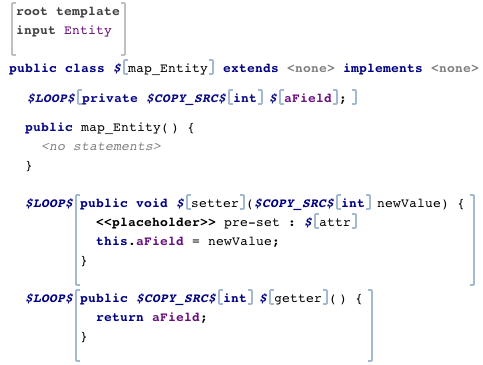 root template
input Entity
public class $[map_Entity] extends <none> implements <none>
$LOOP$[private $COPY_SRC$[int] $[aField]; ]
public map_Entity() {
<no statements>
}
$LOOP$[public void $[setter]($COPY_SRC$[int] newValue) {
<<placeholder>> pre-set : $[attr]
this.aField = newValue;
}
$LOOP$[public $COPY_SRC$[int] $[getter]() {
return aField;
}